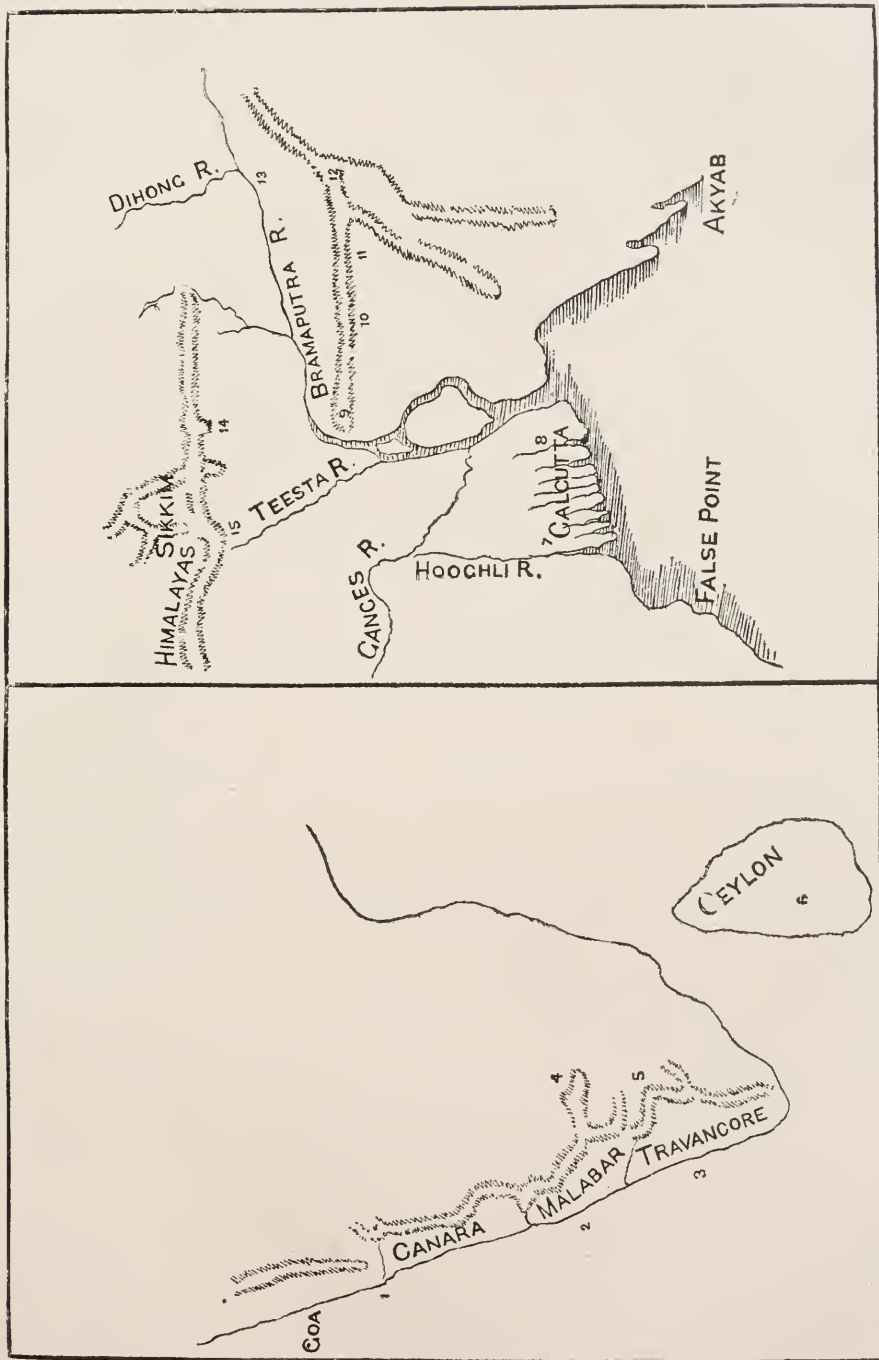 DIHONG R.
13
12
BRAMAPUTRA R.
11
10
9
14
SIKKIM
HIMALAYAS
15
TEESTA R.
GANGES R.
HOOGHLI R.
7
CALCUTTA
8
AKYAB
FALSE POINT
GOA
1
CANARA
2
MALABAR
4
5
TRAVANCORE
3
CEYLON
6